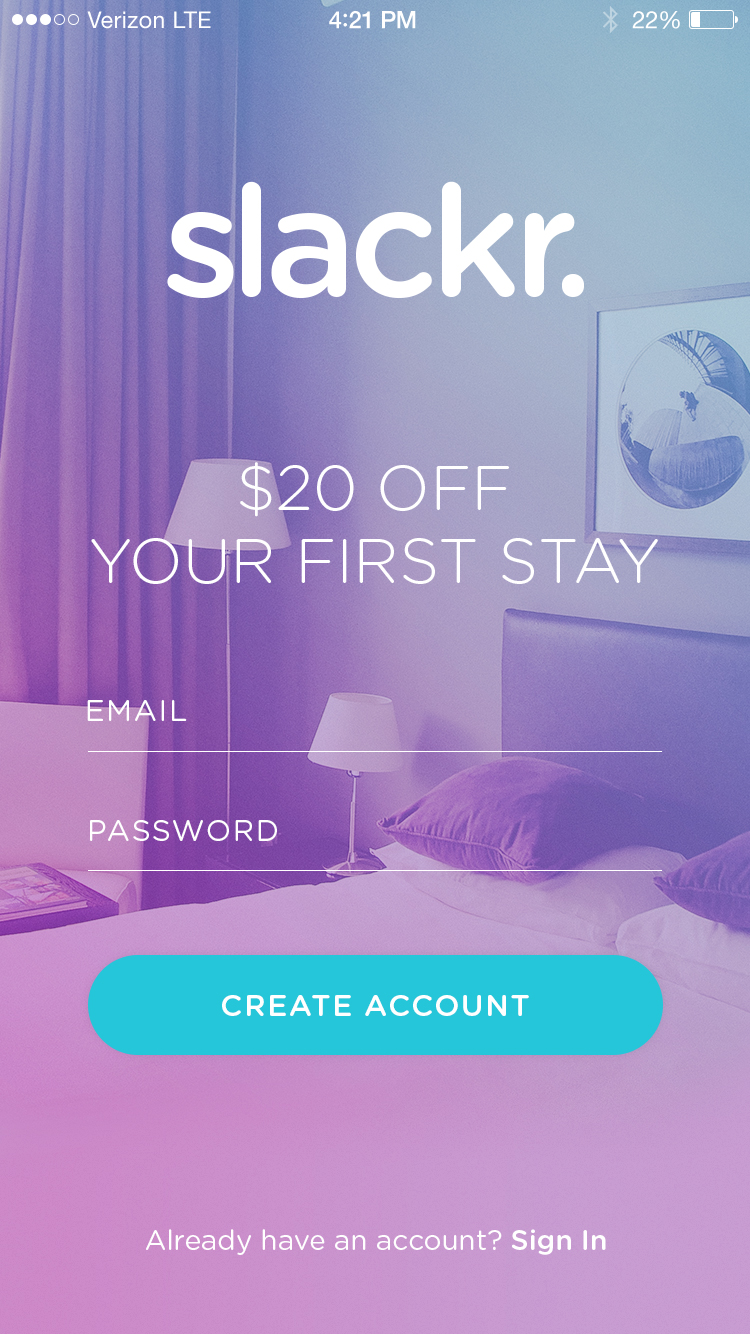 Verizon LTE 4:21 PM 22%
slackr.
$20 OFF
YOUR FIRST STAY
EMAIL
PASSWORD
CREATE ACCOUNT
Already have an account? Sign In